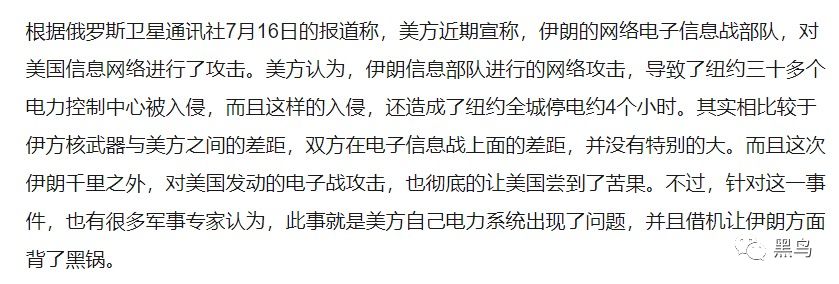 根据俄罗斯卫星通讯社7月16日的报道称，美方近期宣称，伊朗的网络电子信息战部队，对
美国信息网络进行了攻击。美方认为，伊朗信息部队进行的网络攻击，导致了纽约三十多个
电力控制中心被入侵，而且这样的入侵，还造成了纽约全城停电约4个小时。其实相比较于
伊方核武器与美方之间的差距，双方在电子信息战上面的差距，并没有特别的大。而且这次
伊朗千里之外，对美国发动的电子战攻击，也彻底的让美国尝到了苦果。不过，针对这一事
件，也有很多军事专家认为，此事就是美方自己电力系统出现了问题，并且借机让伊朗方面
背了黑锅。
黑鸟